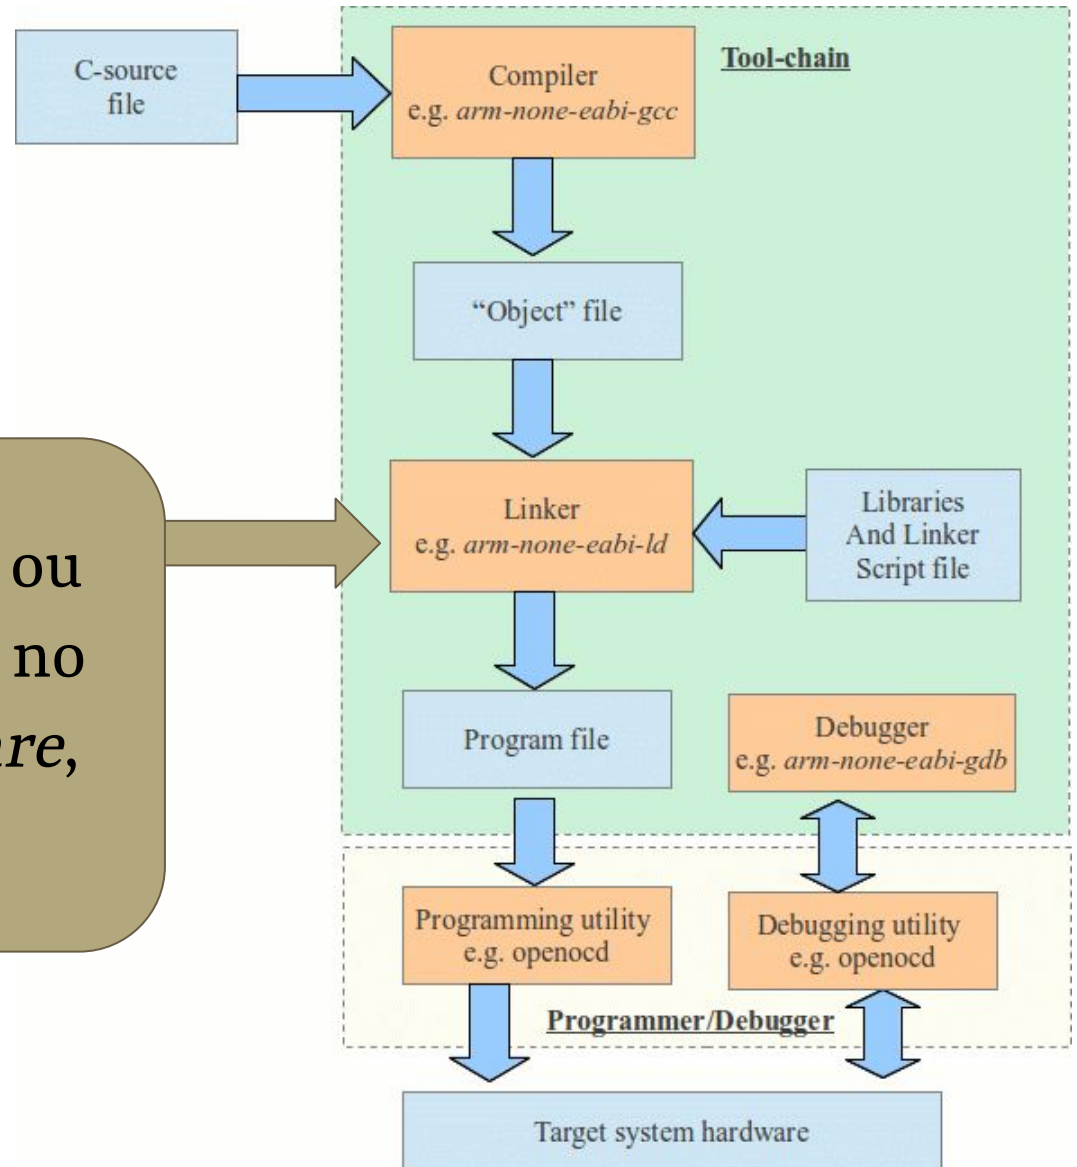 C-source
file
Compiler
e.g. arm-none-eabi-gcc
Tool-chain
“Object” file
Linker
e.g. arm-none-eabi-ld
Libraries
And Linker
Script file
ou
no
re,
Program file
Debugger
e.g. arm-none-eabi-gdb
Programming utility
e.g. openocd
Debugging utility
e.g. openocd
Programmer/Debugger
Target system hardware